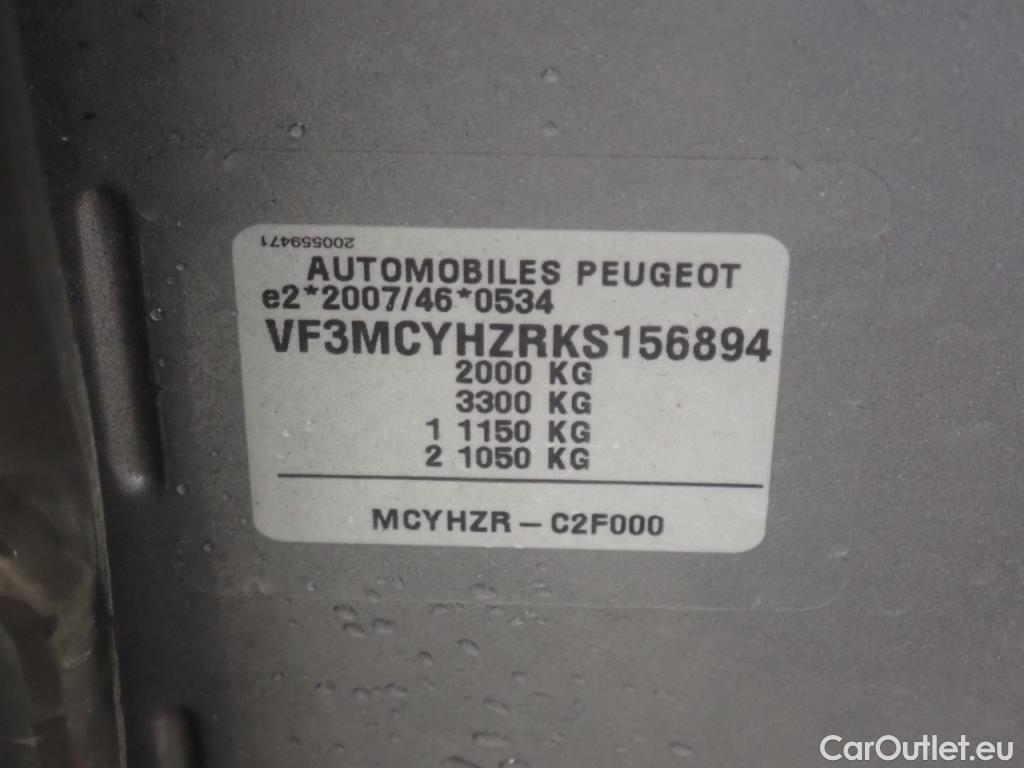 200559471
AUTOMOBILES PEUGEOT
e2*2007/46*0534
VF3MCYHZRKS156894
2000 KG
3300 KG
1 1150 KG
2 1050 KG
MCYHZR – C2F000
CarOutlet.eu